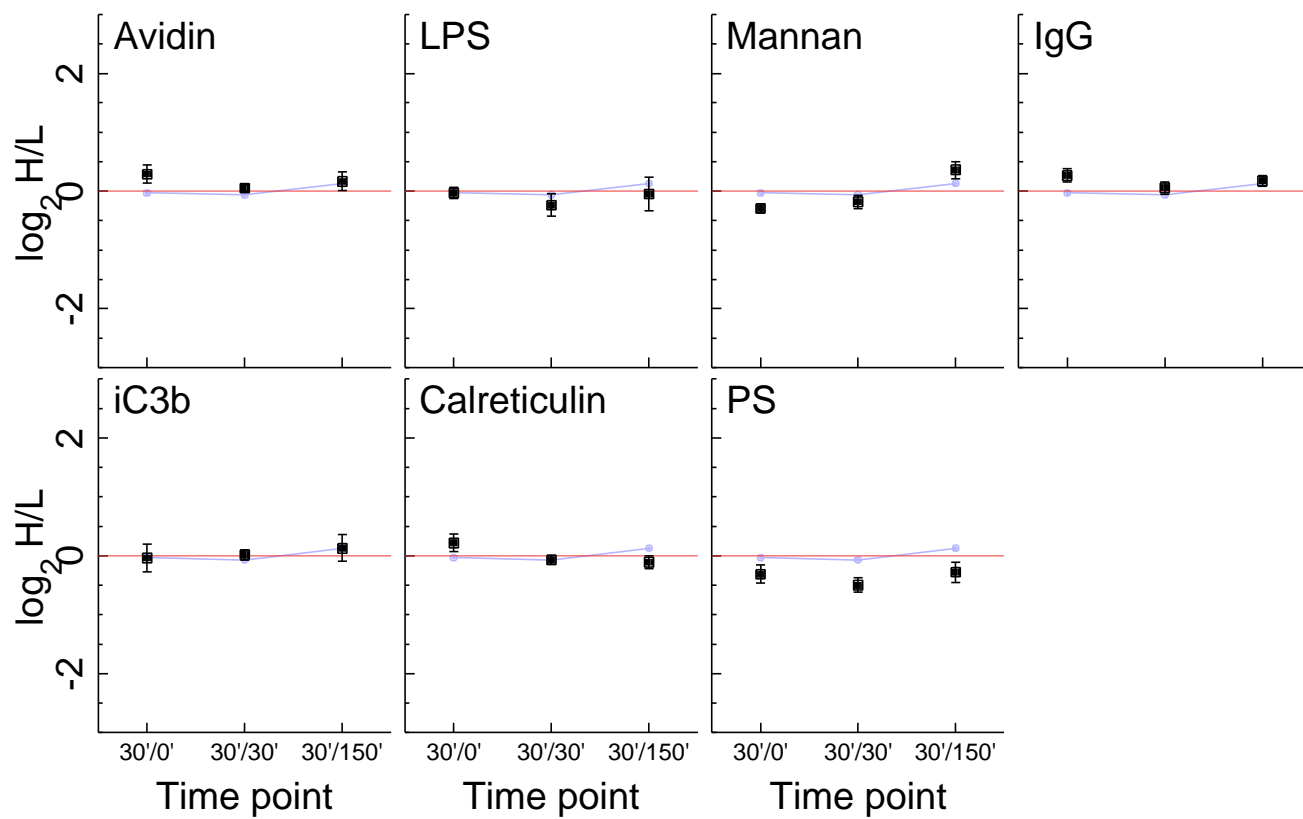 Avidin
LPS
Mannan
IgG
log2 H/L
2
0
-2
iC3b
Calreticulin
PS
log2 H/L
2
0
-2
30'/0' 30'/30' 30'/150'
30'/0' 30'/30' 30'/150'
30'/0' 30'/30' 30'/150'
Time point
Time point
Time point